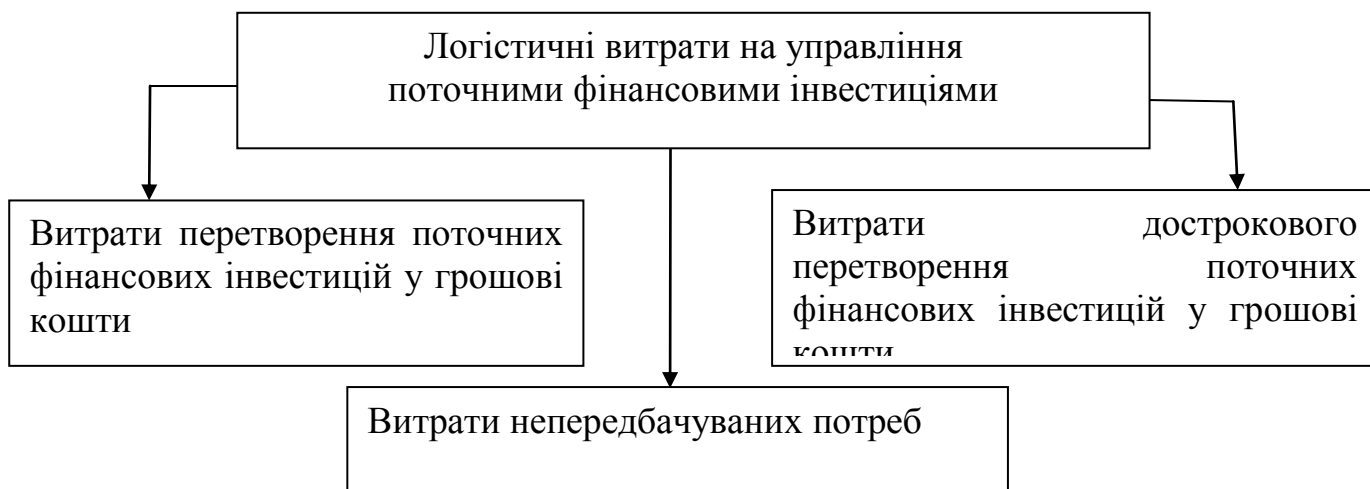 Логістичні витрати на управління
поточними фінансовими інвестиціями
Витрати перетворення поточних
фінансових інвестицій у грошові
кошти
Витрати дострокового
перетворення поточних
фінансових інвестицій у грошові
кошти
Витрати непередбачуваних потреб